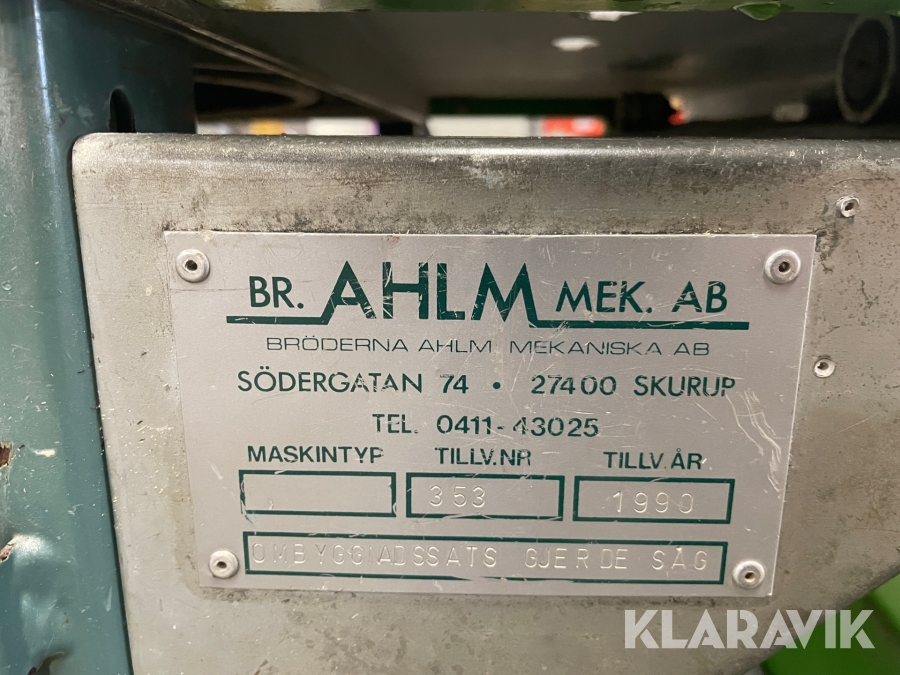 BR. AHLM MEK. AB
BRÖDERNA AHLM MEKANISKA AB
SÖDERGATAN 74 • 27400 SKURUP
TEL. 0411-43025
MASKINTYP TILLV.NR TILLV.ÅR
353 1990
OMBYGGNADSSATS GJERDE SÅG
KLARAVIK